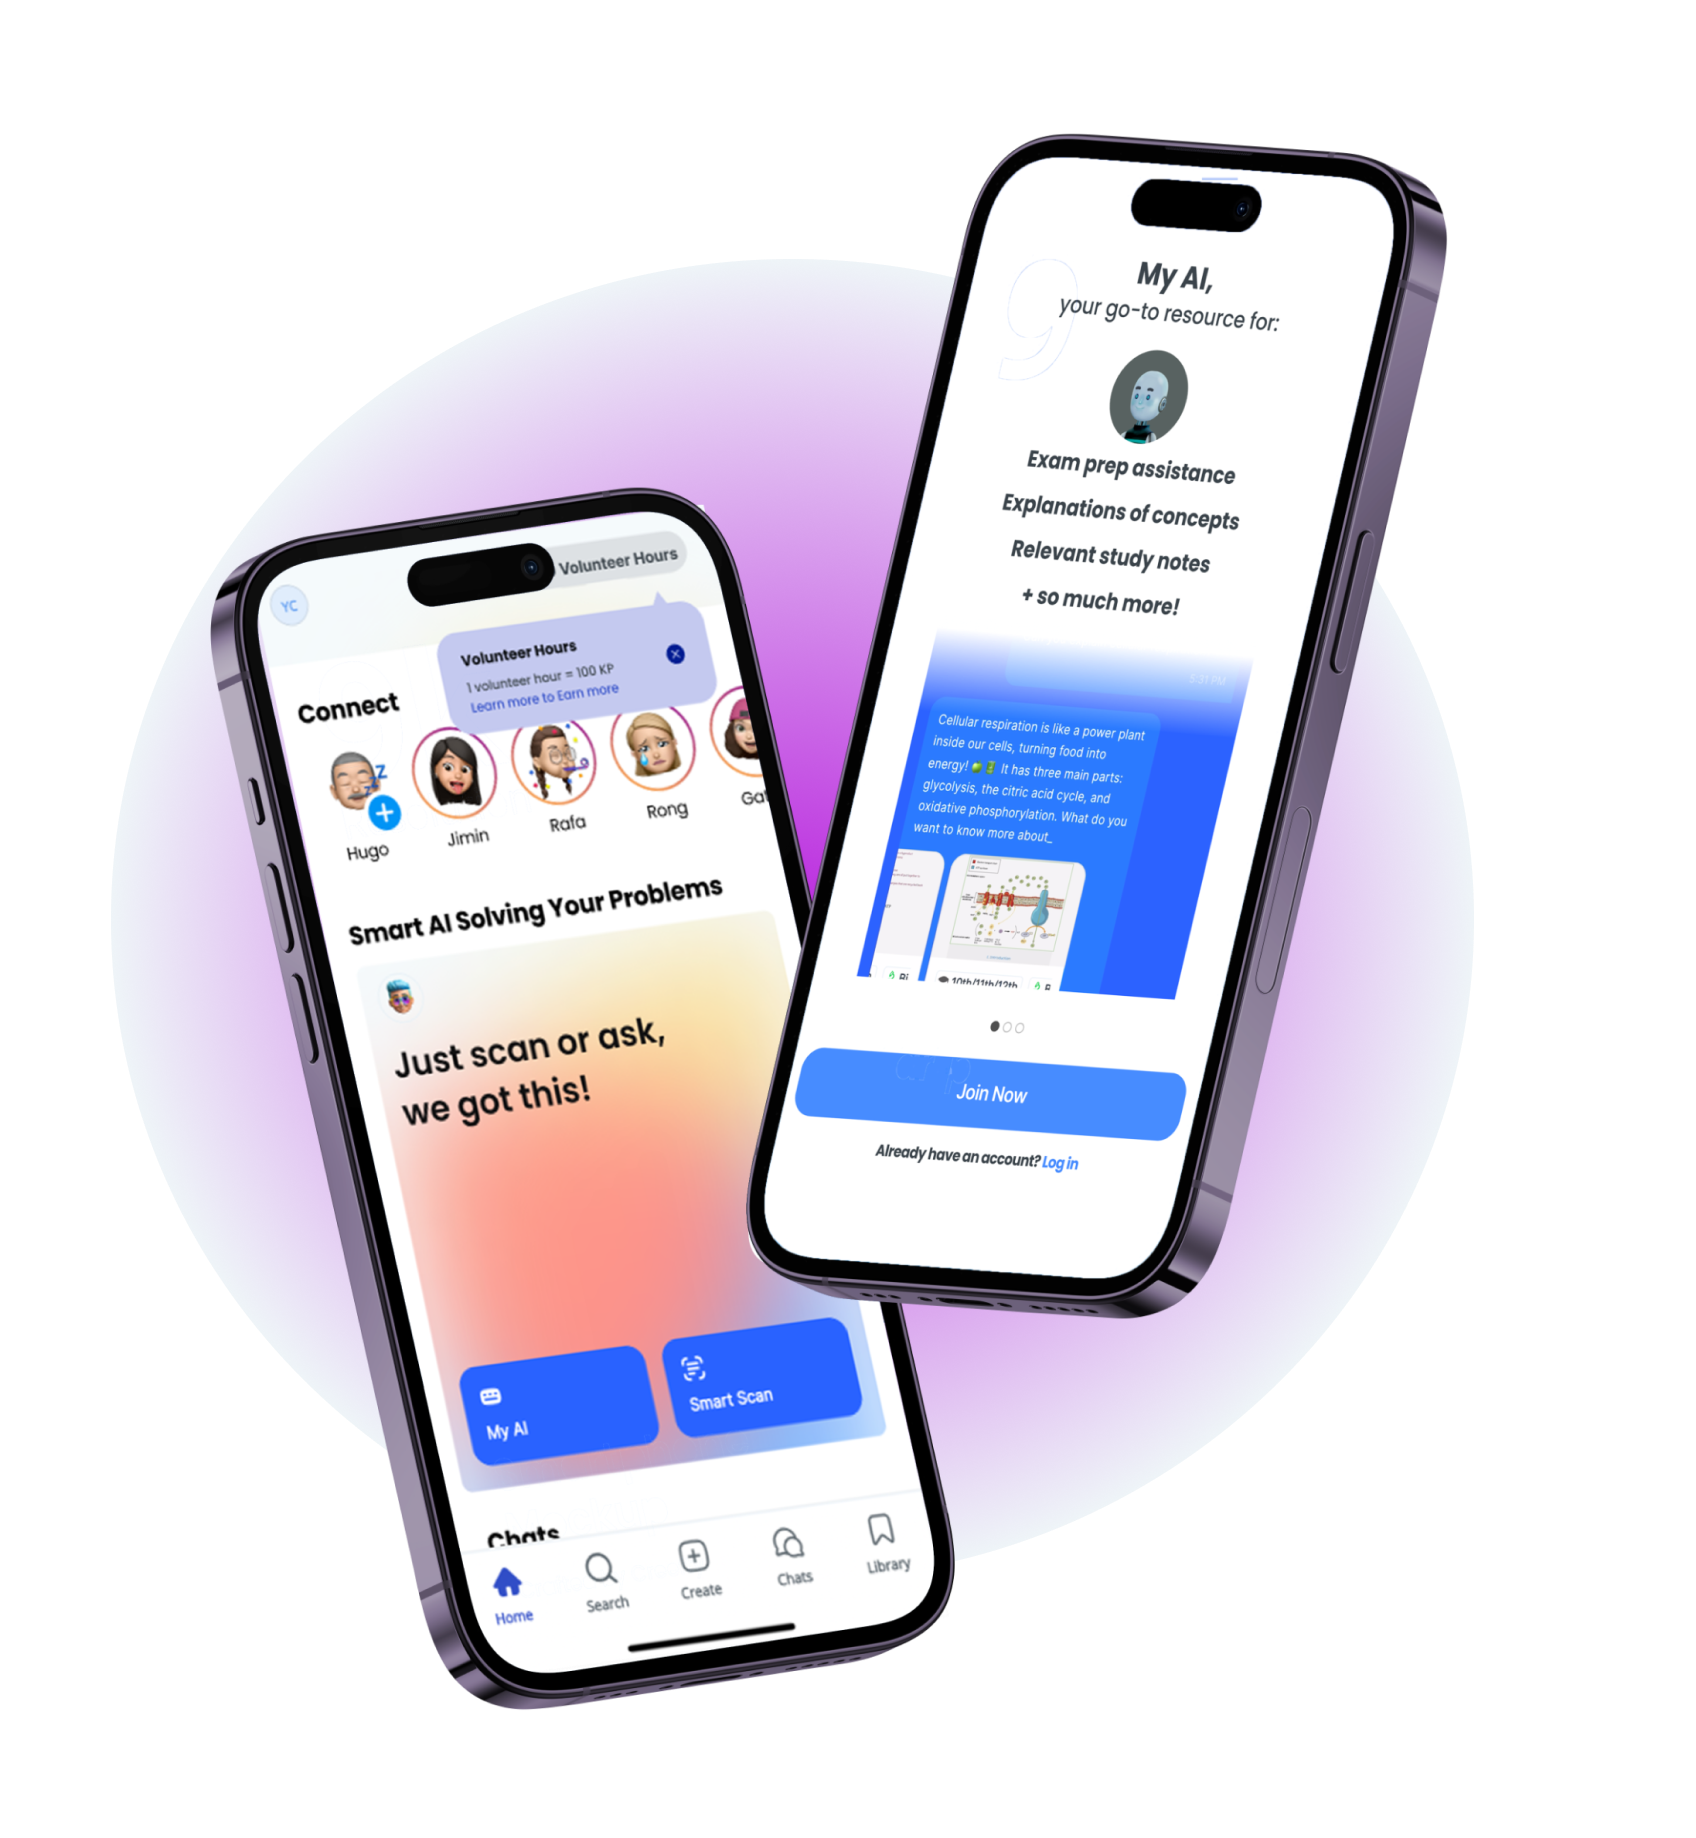 YC
Volunteer Hours
Volunteer Hours
1 volunteer hour = 100 KP
Learn more to Earn more
Connect
Hugo
Jimin
Rafa
Rong
Smart AI Solving Your Problems
Just scan or ask,
we got this!
My AI
Smart Scan
Chats
Home
Search
Create
Chats
Library
9
My AI,
your go-to resource for:
Exam prep assistance
Explanations of concepts
Relevant study notes
+ so much more!
5:31 PM
Cellular respiration is like a power plant
inside our cells, turning food into
energy! 🍏🔋 It has three main parts:
glycolysis, the citric acid cycle, and
oxidative phosphorylation. What do you
want to know more about_
10th/11th/12th
Join Now
Already have an account? Log in